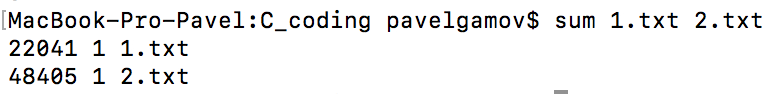 [MacBook-Pro-Pavel:C_coding pavelgamov$ sum 1.txt 2.txt
22041 1 1.txt
48405 1 2.txt